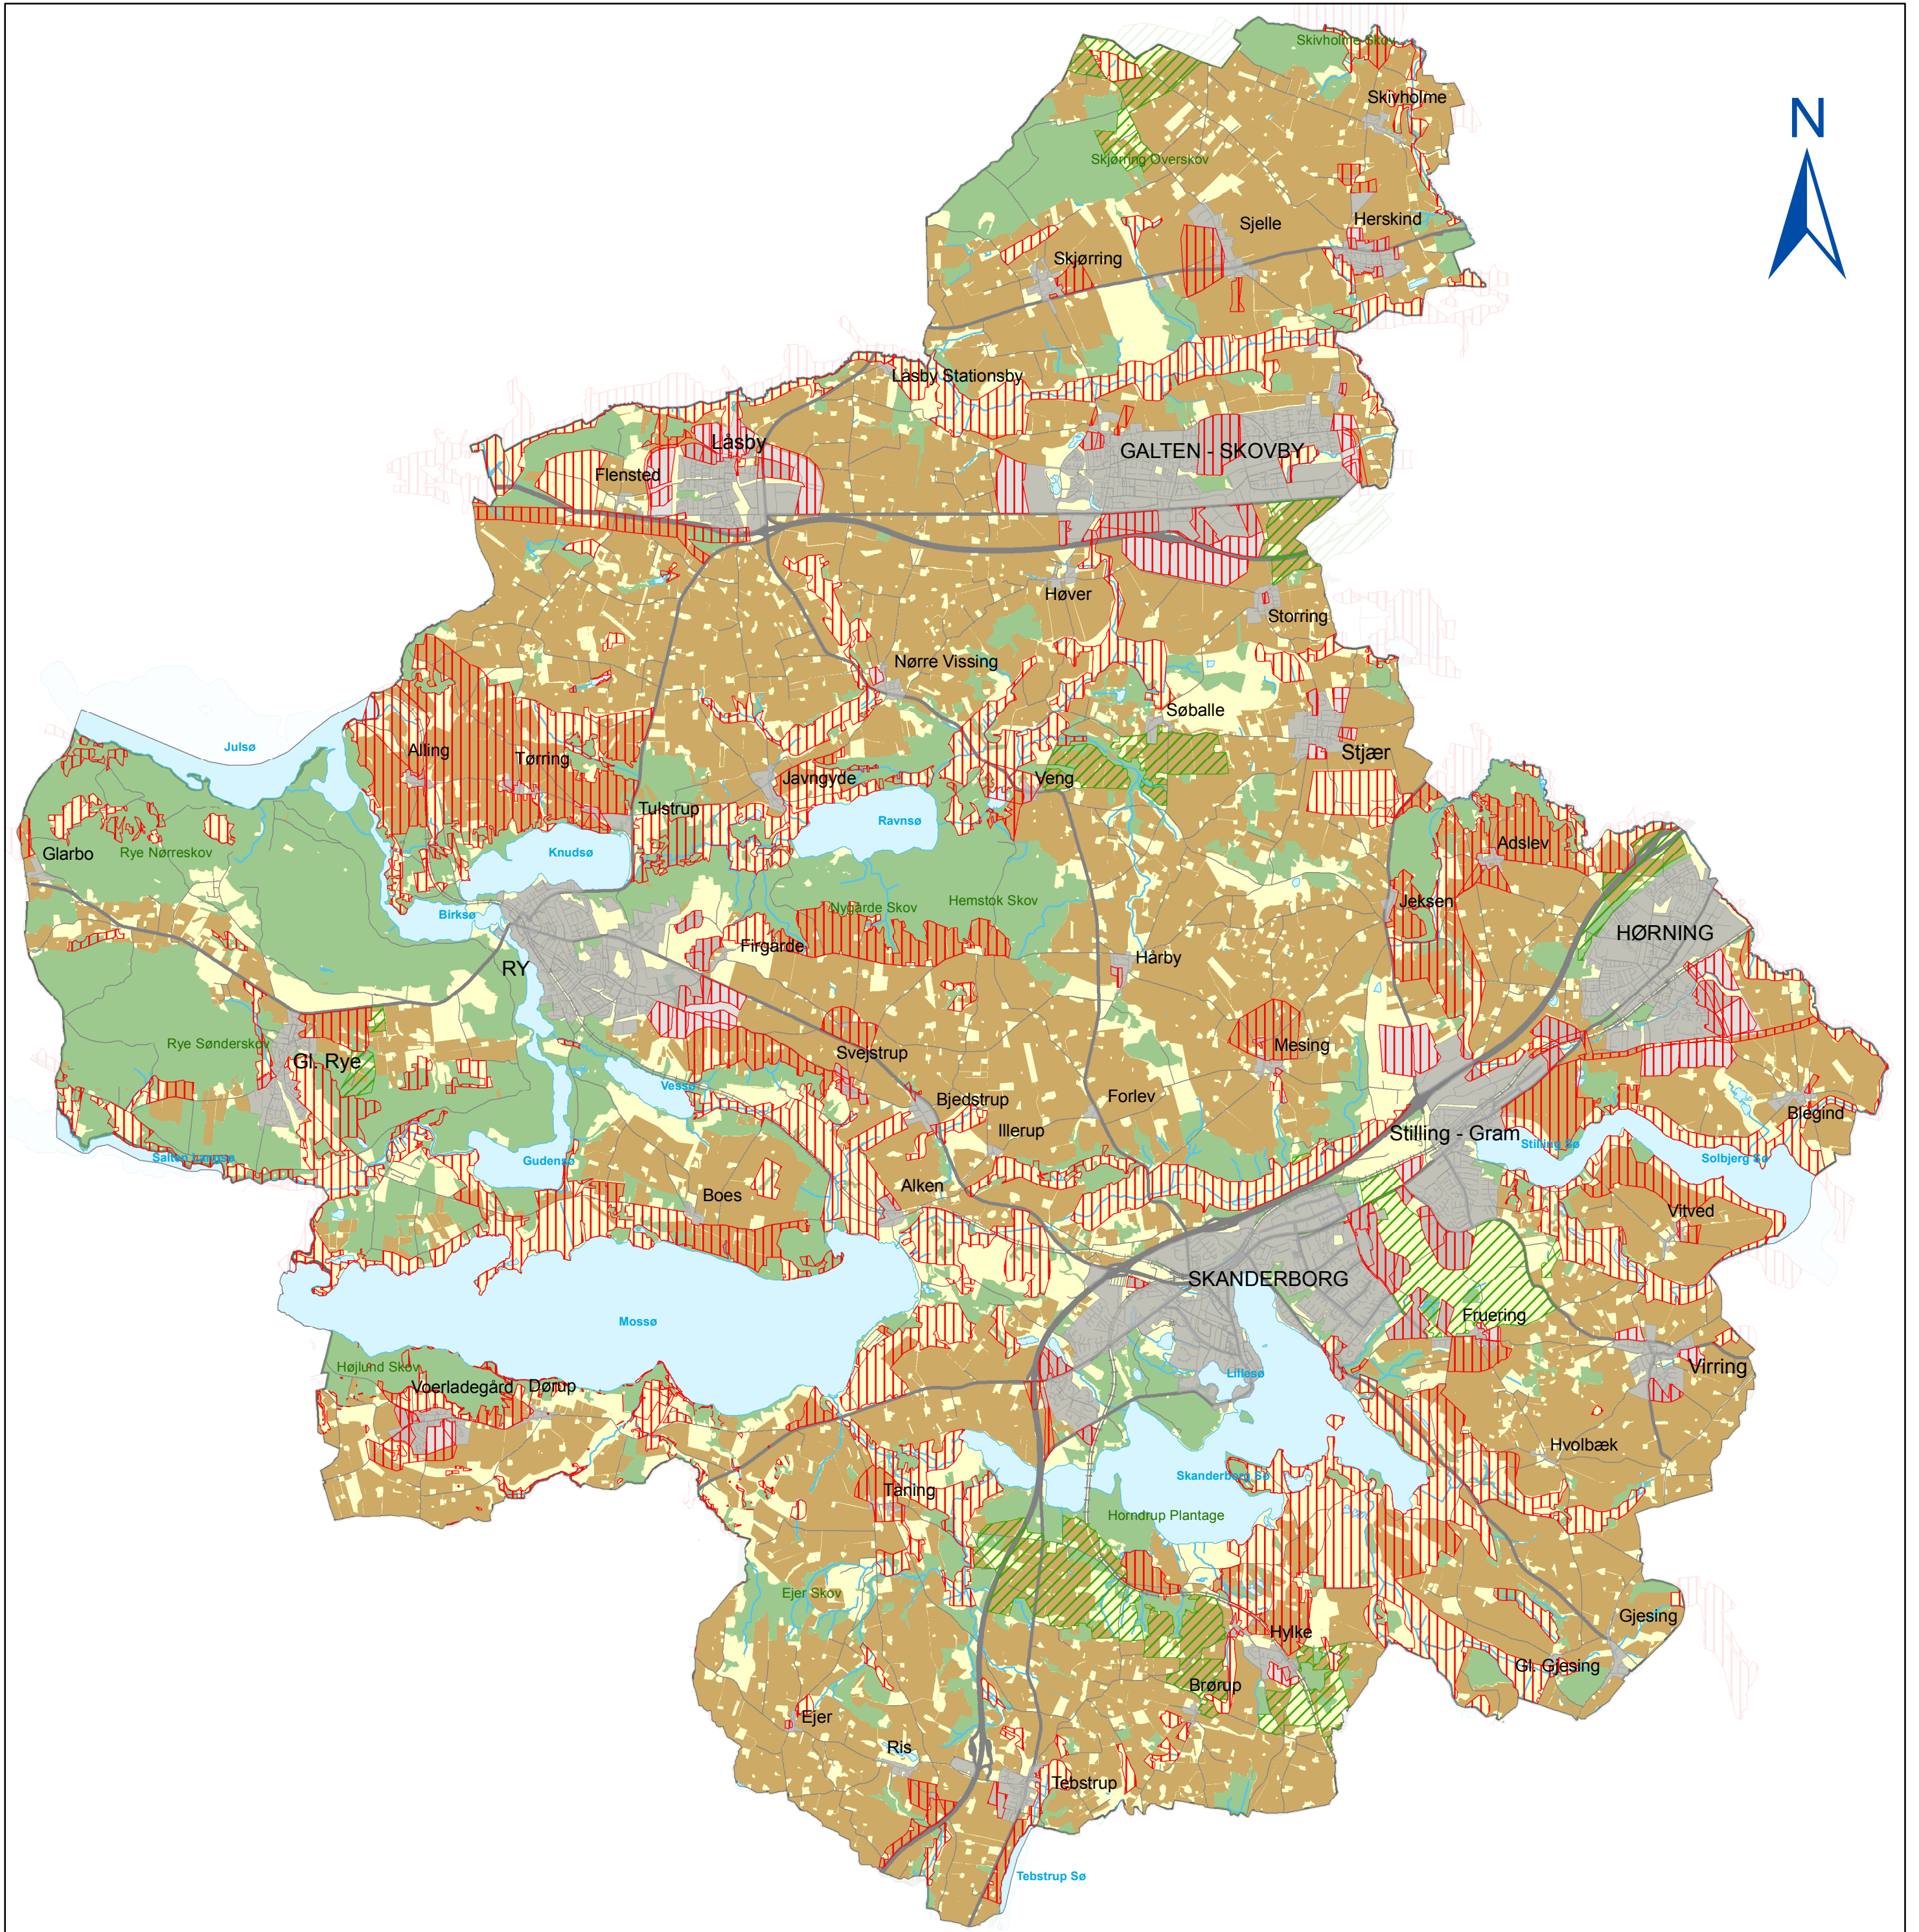 Skivholme Skov
Skivholme
N
Skjørring Overskov
Sjelle
Herskind
Skjørring
Låsby Stationsby
Låsby
GALTEN - SKOVBY
Flensted
Høver
Storring
Nørre Vissing
Søballe
Julsø
Alling
Tørring
Stjær
Javngyde
Veng
Tulstrup
Ravnsø
Adslev
Glarbo
Rye Nørreskov
Knudsø
Jeksen
Nygårde Skov
Hemstok Skov
Birksø
HØRNING
Firgårde
Hårby
RY
Rye Sønderskov
Gl. Rye
Svejstrup
Mesing
Vessø
Bjedstrup
Forlev
Blegind
Illerup
Stilling - Gram
Stilling Sø
Salten Langsø
Gudensø
Solbjerg Sø
Boes
Alken
Vitved
SKANDERBORG
Mossø
Fruering
Højlund Skov
Virring
Voerladegård
Dørup
Lillesø
Hvolbæk
Skanderborg Sø
Tåning
Horndrup Plantage
Ejer Skov
Gjesing
Hylke
Gl. Gjesing
Brørup
Ejer
Ris
Tebstrup
Tebstrup Sø